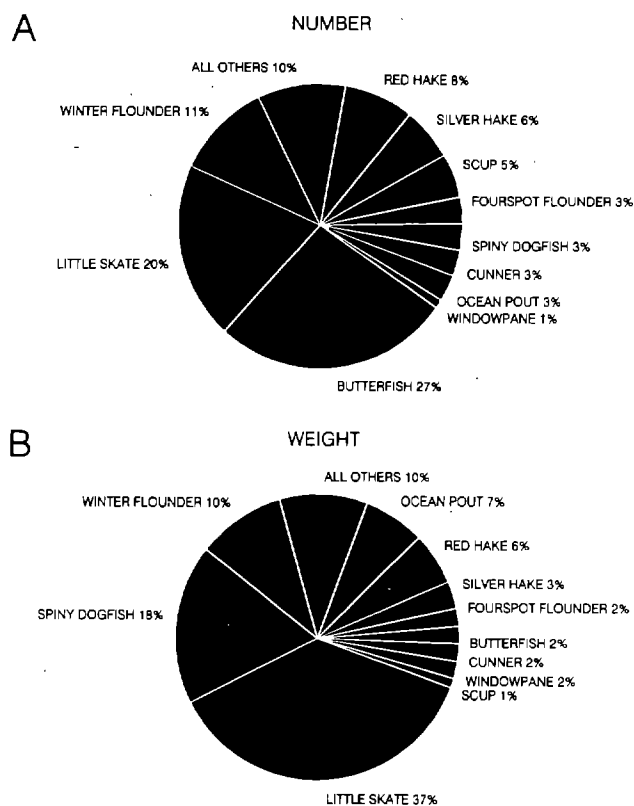 A
NUMBER
ALL OTHERS 10%
RED HAKE 8%
WINTER FLOUNDER 11%
SILVER HAKE 6%
SCUP 5%
FOURSPOT FLOUNDER 3%
SPINY DOGFISH 3%
LITTLE SKATE 20%
CUNNER 3%
OCEAN POUT 3%
WINDOWPANE 1%
BUTTERFISH 27%
B
WEIGHT
ALL OTHERS 10%
WINTER FLOUNDER 10%
OCEAN POUT 7%
RED HAKE 6%
SILVER HAKE 3%
SPINY DOGFISH 18%
FOURSPOT FLOUNDER 2%
BUTTERFISH 2%
CUNNER 2%
WINDOWPANE 2%
SCUP 1%
LITTLE SKATE 37%